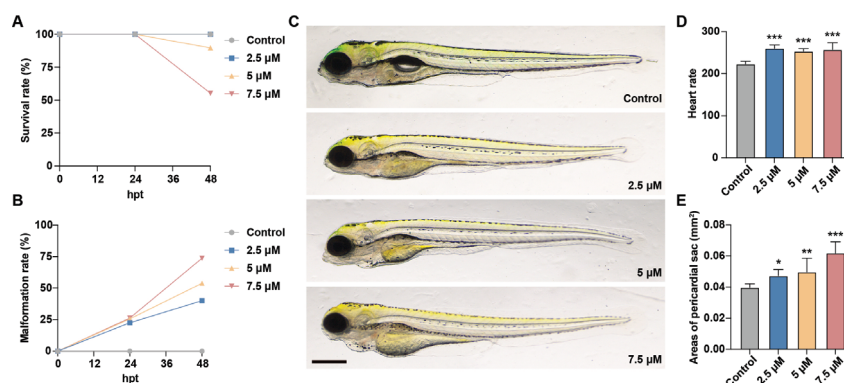 A
Survival rate (%)
100
75
50
25
0
0 12 24 36 48
hpt
Control
2.5 µM
5 µM
7.5 µM
B
Malformation rate (%)
100
75
50
25
0
0 12 24 36 48
hpt
Control
2.5 µM
5 µM
7.5 µM
C
Control
2.5 µM
5 µM
7.5 µM
D
Heart rate
300
200
100
0
***
***
***
Control
2.5 µM
5 µM
7.5 µM
E
Areas of pericardial sac (mm²)
0.08
0.06
0.04
0.02
0.00
*
**
***
Control
2.5 µM
5 µM
7.5 µM